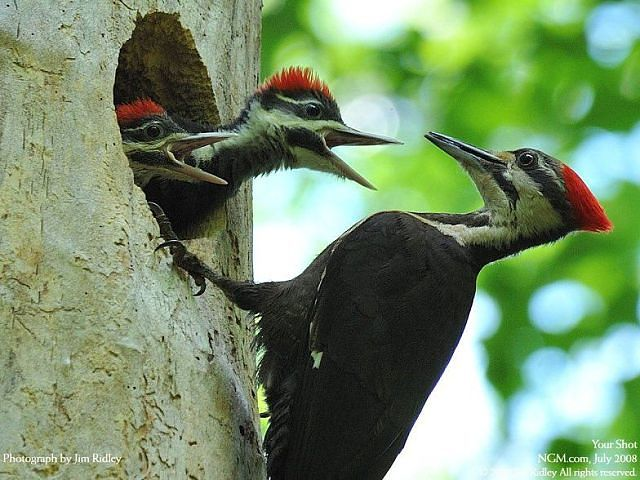 Photograph by Jim Ridley
Your Shot
NGM.com, July 2008
Ridley All rights reserved.